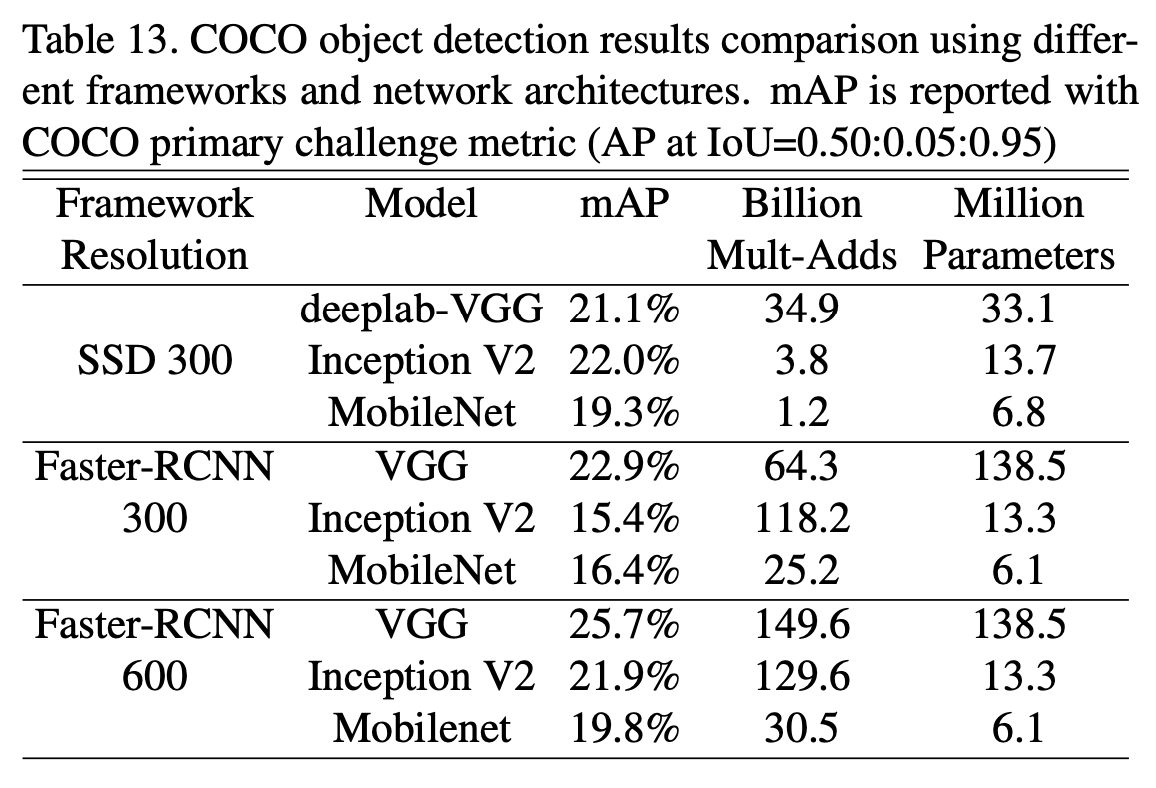 Table 13. COCO object detection results comparison using differ-
ent frameworks and network architectures. mAP is reported with
COCO primary challenge metric (AP at IoU=0.50:0.05:0.95)
Framework Model mAP Billion Million
Resolution Mult-Adds Parameters
deeplab-VGG 21.1% 34.9 33.1
SSD 300 Inception V2 22.0% 3.8 13.7
MobileNet 19.3% 1.2 6.8
Faster-RCNN VGG 22.9% 64.3 138.5
300 Inception V2 15.4% 118.2 13.3
MobileNet 16.4% 25.2 6.1
Faster-RCNN VGG 25.7% 149.6 138.5
600 Inception V2 21.9% 129.6 13.3
Mobilenet 19.8% 30.5 6.1